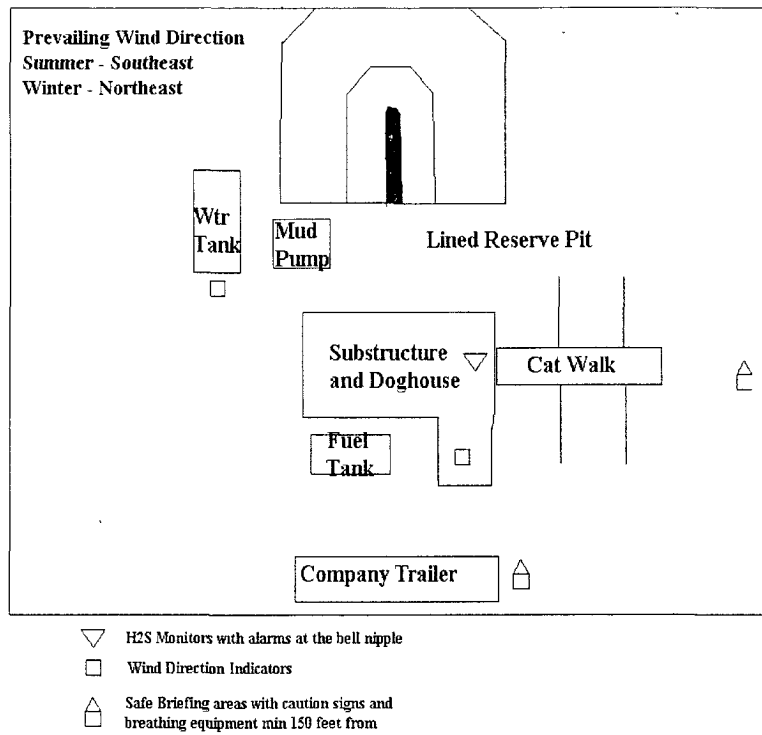 Prevailing Wind Direction
Summer - Southeast
Winter - Northeast
Wtr
Tank
Mud
Pump
Lined Reserve Pit
Substructure
and Doghouse
Cat Walk
Fuel
Tank
Company Trailer
H2S Monitors with alarms at the bell nipple
Wind Direction Indicators
Safe Briefing areas with caution signs and
breathing equipment min 150 feet from